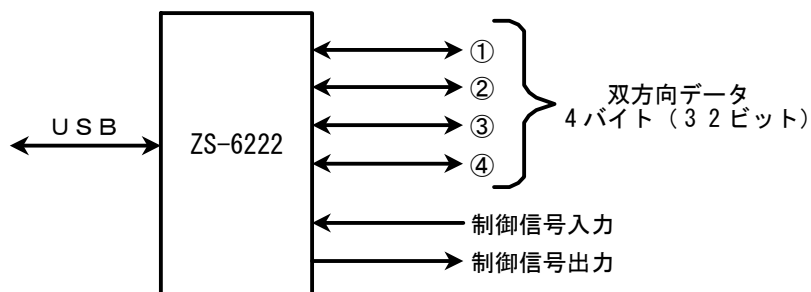 ＵＳＢ
ZS-6222
①
②
③
④
双方向データ
４バイト（３２ビット）
制御信号入力
制御信号出力